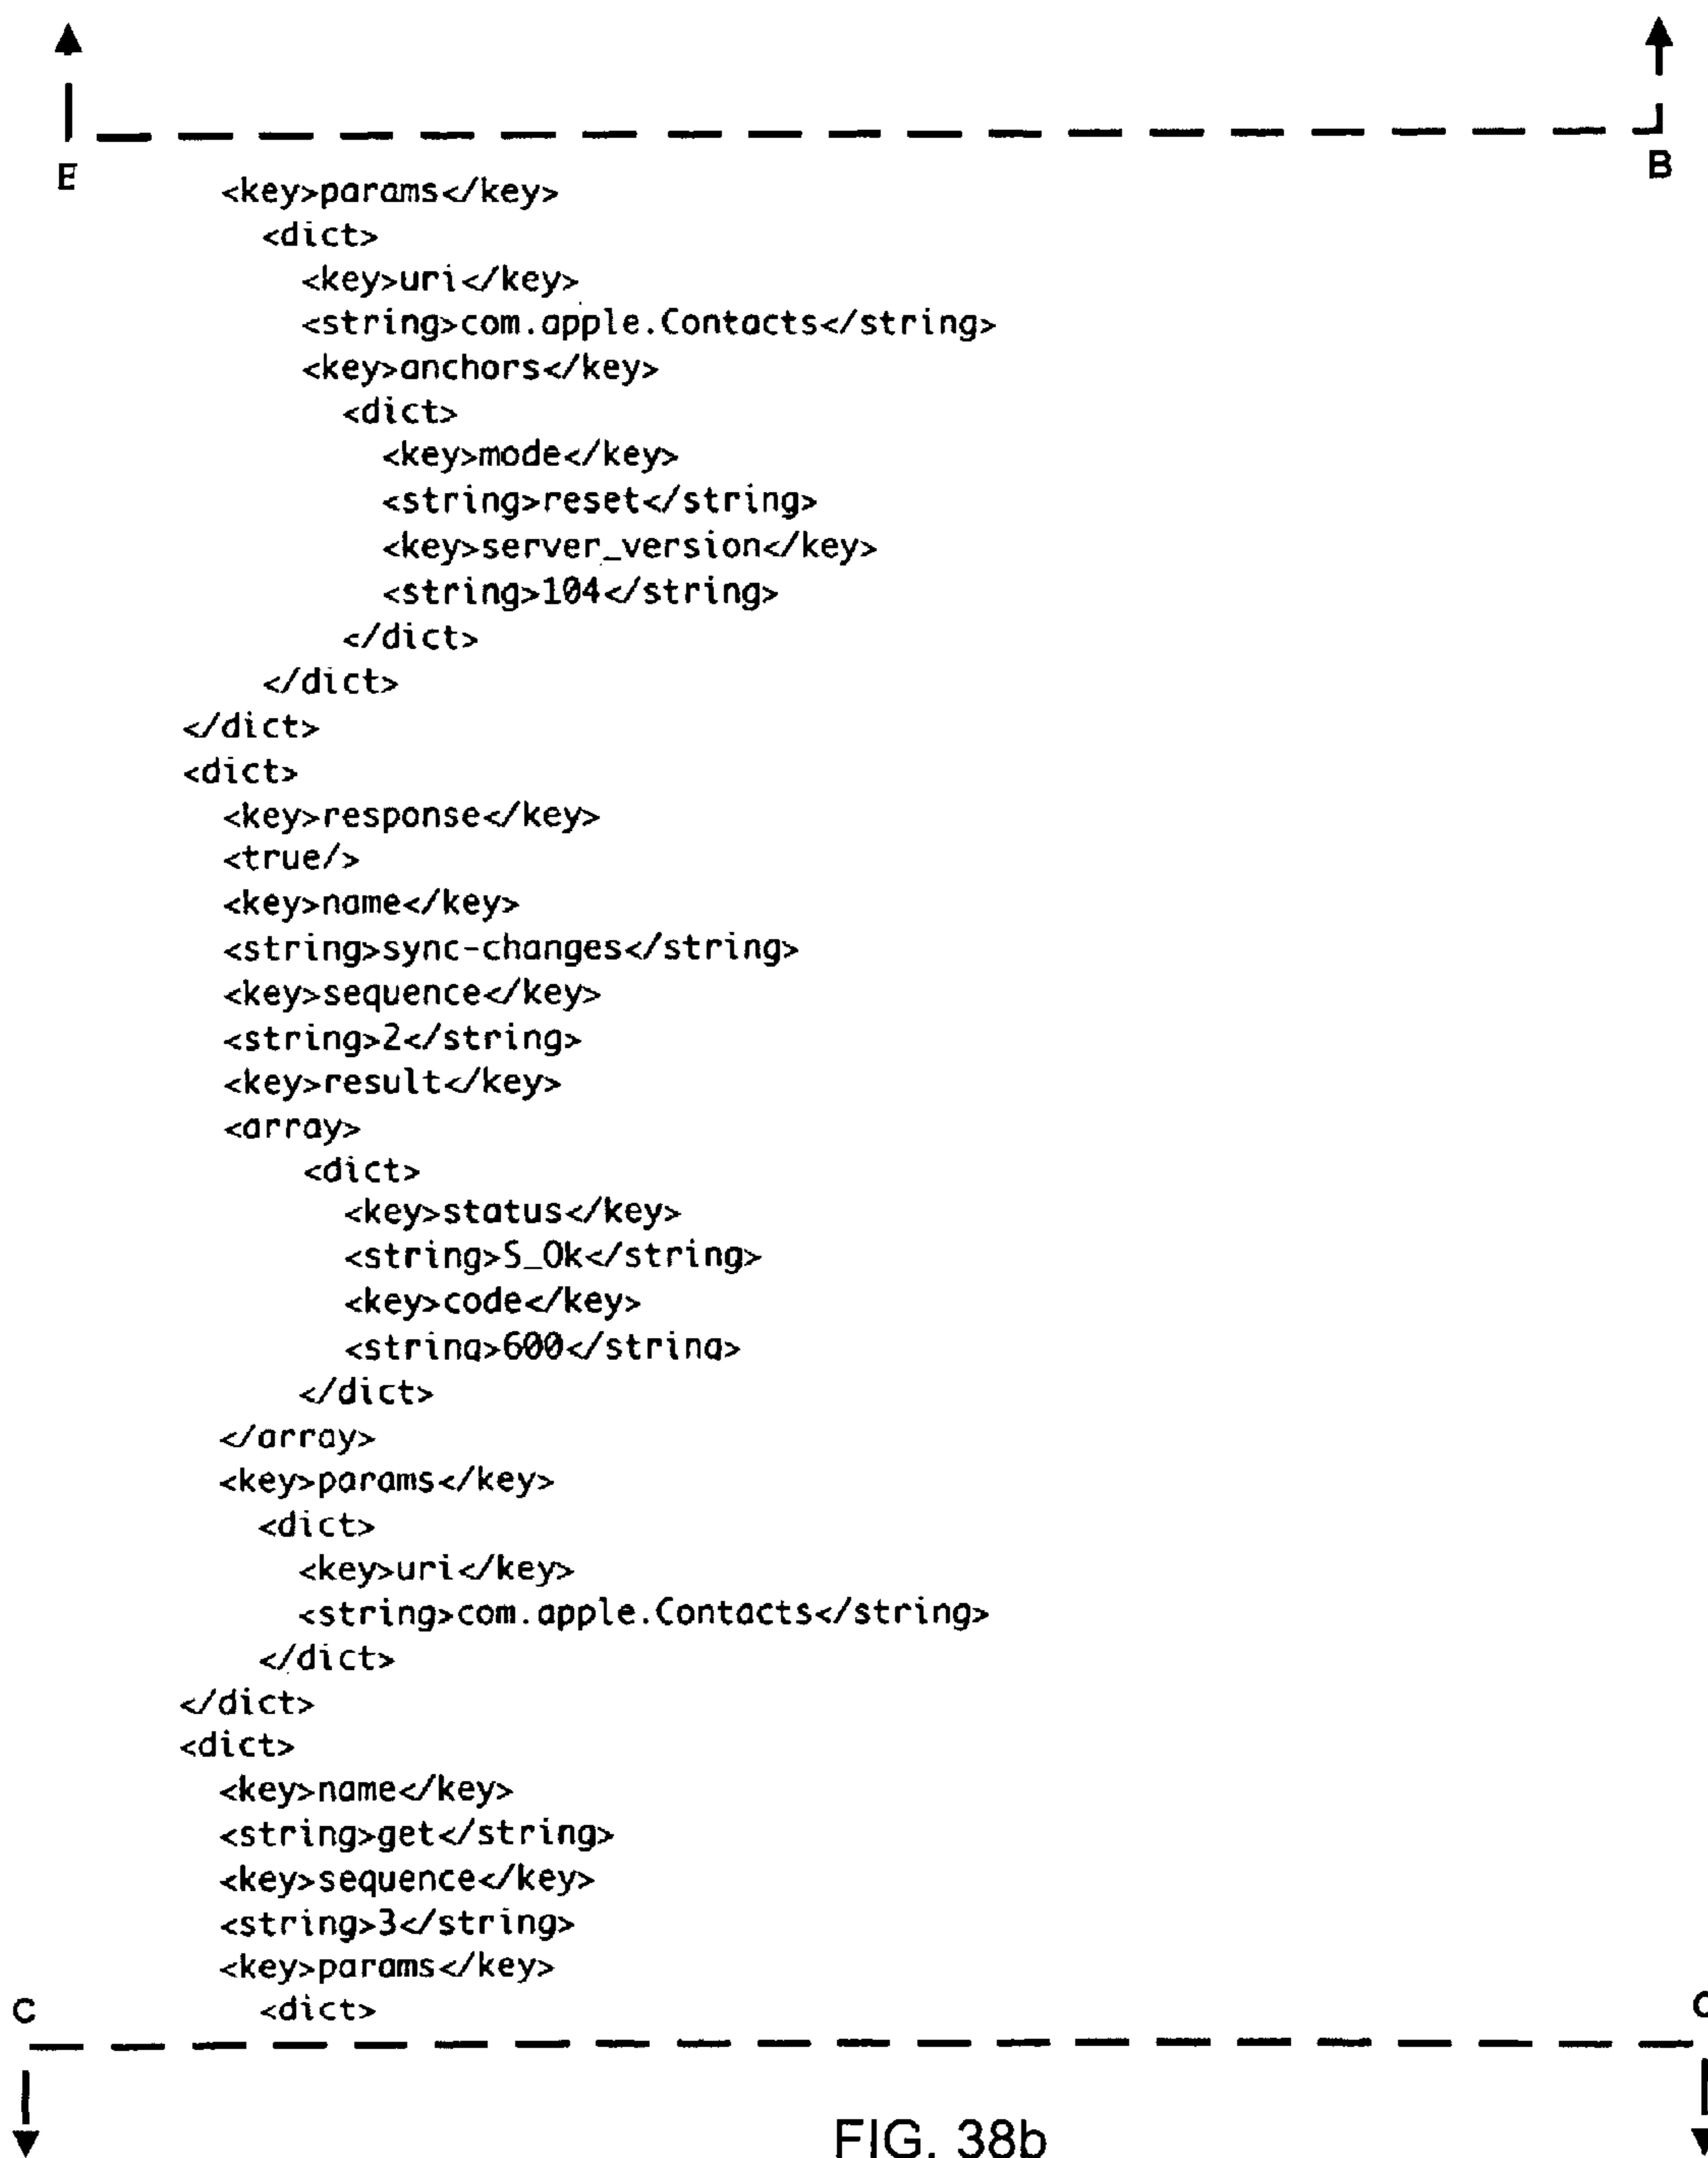 E B
<key>params</key>
<dict>
<key>uri</key>
<string>com.apple.Contacts</string>
<key>anchors</key>
<dict>
<key>mode</key>
<string>reset</string>
<key>server_version</key>
<string>104</string>
</dict>
</dict>
</dict>
<dict>
<key>response</key>
<true/>
<key>name</key>
<string>sync-changes</string>
<key>sequence</key>
<string>2</string>
<key>result</key>
<array>
<dict>
<key>status</key>
<string>S_Ok</string>
<key>code</key>
<string>600</string>
</dict>
</array>
<key>params</key>
<dict>
<key>uri</key>
<string>com.apple.Contacts</string>
</dict>
</dict>
<dict>
<key>name</key>
<string>get</string>
<key>sequence</key>
<string>3</string>
<key>params</key>
<dict>
C C
FIG. 38b